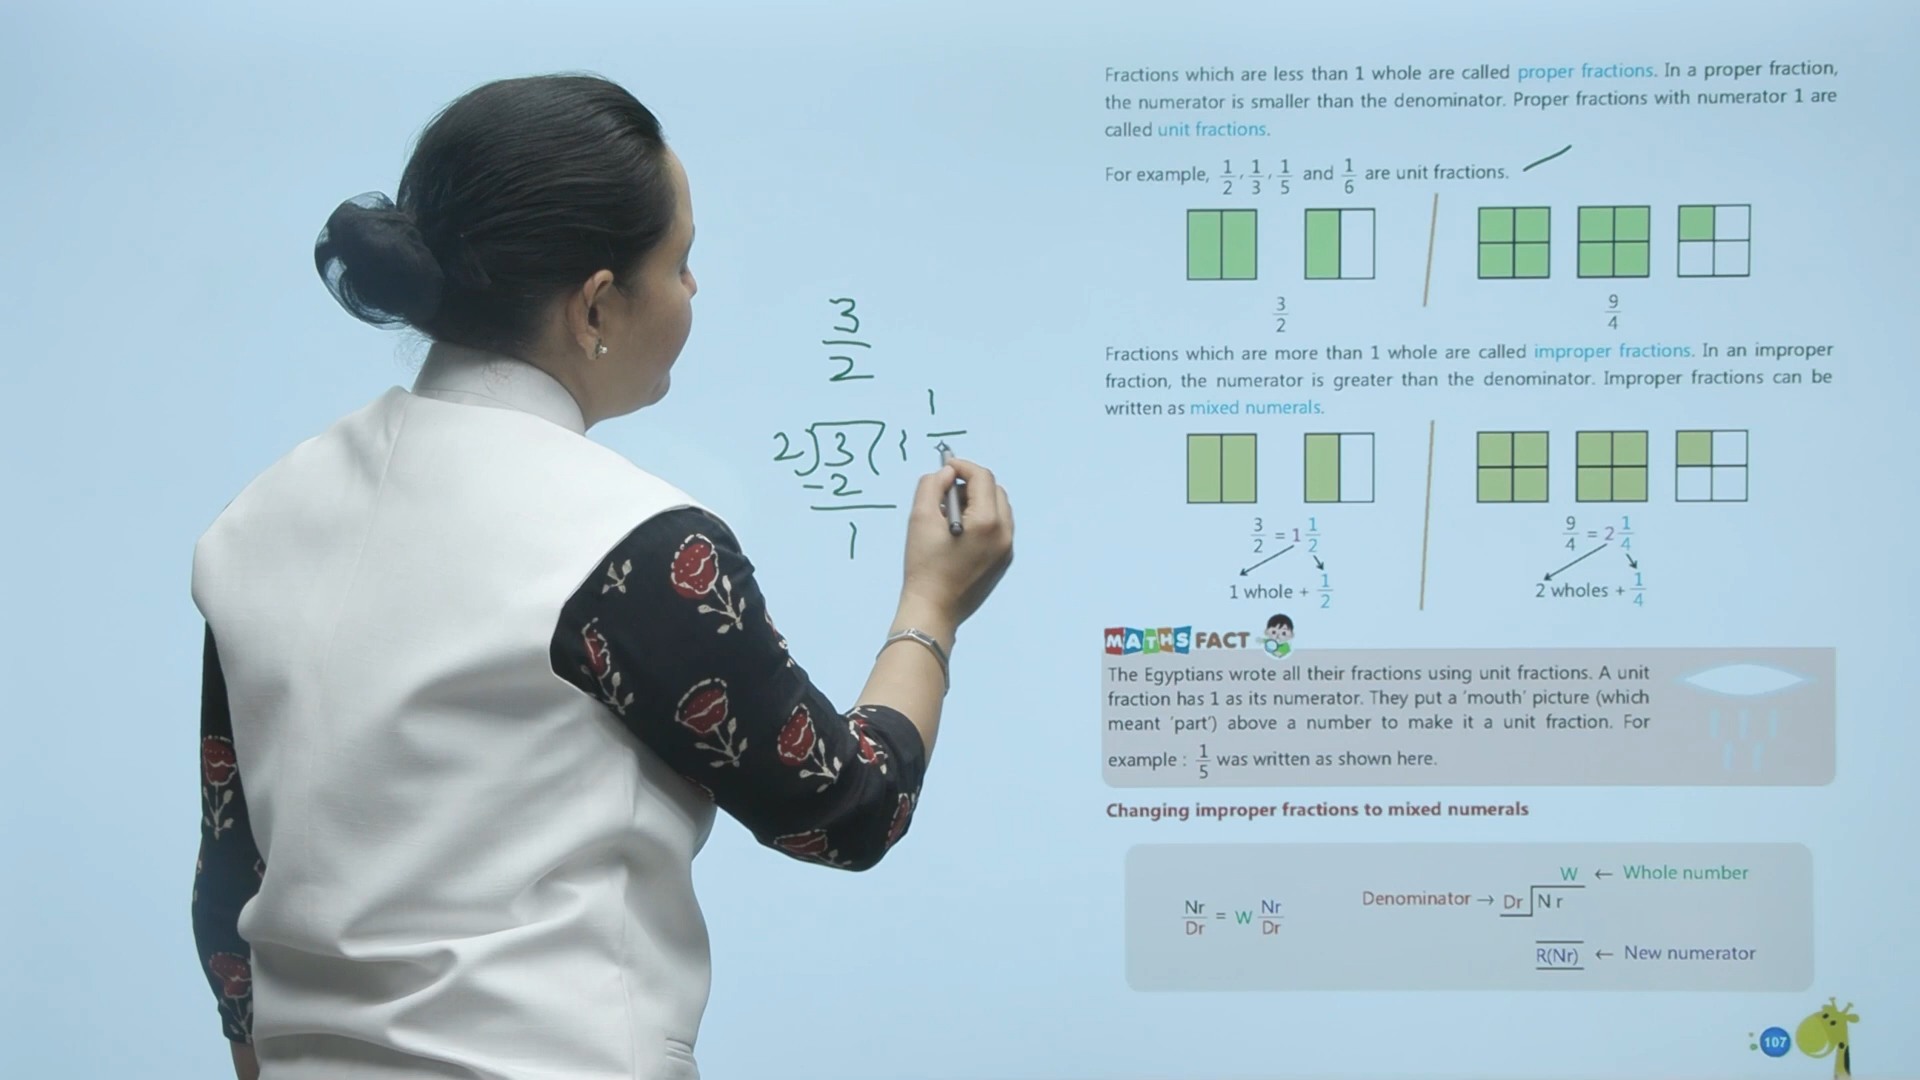 3
2
2)3(1 1
-2
1
Fractions which are less than 1 whole are called proper fractions. In a proper fraction,
the numerator is smaller than the denominator. Proper fractions with numerator 1 are
called unit fractions.
For example, 1/2, 1/3, 1/5 and 1/6 are unit fractions.
3/2 9/4
Fractions which are more than 1 whole are called improper fractions. In an improper
fraction, the numerator is greater than the denominator. Improper fractions can be
written as mixed numerals.
3/2 = 1 1/2 9/4 = 2 1/4
1 whole + 1/2 2 wholes + 1/4
MATHS FACT
The Egyptians wrote all their fractions using unit fractions. A unit
fraction has 1 as its numerator. They put a 'mouth' picture (which
meant 'part') above a number to make it a unit fraction. For
example : 1/5 was written as shown here.
Changing improper fractions to mixed numerals
W ← Whole number
Nr/Dr = W Nr/Dr Denominator → Dr Nr
R(Nr) ← New numerator
107